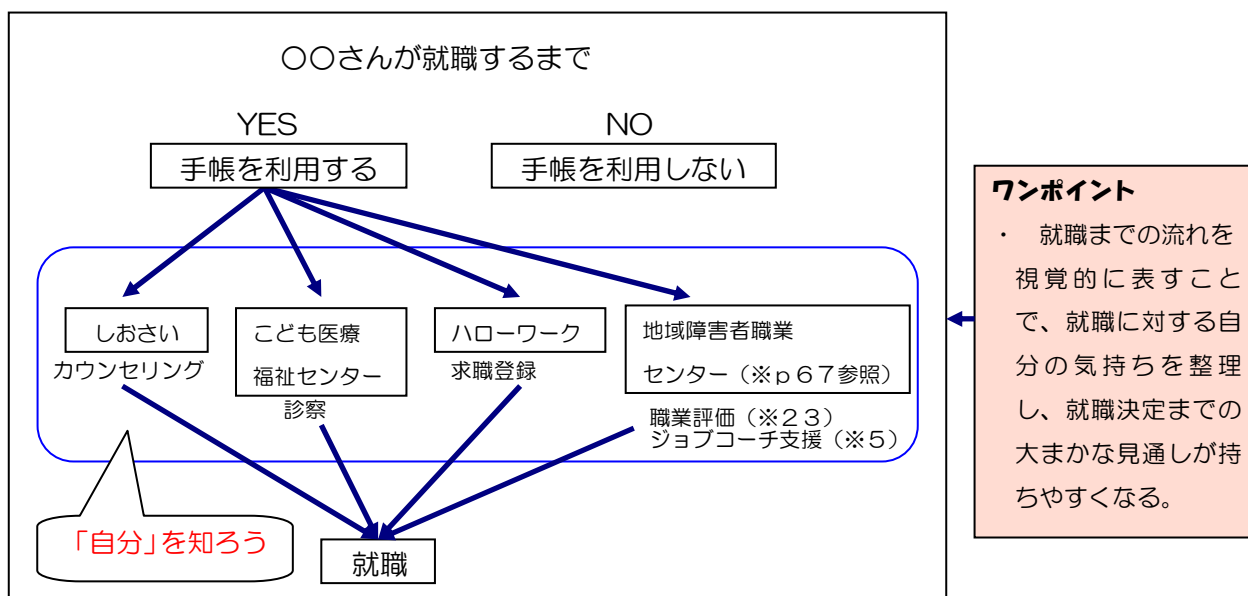 〇〇さんが就職するまで
YES
NO
手帳を利用する
手帳を利用しない
しおさい
カウンセリング
こども医療
福祉センター
診察
ハローワーク
求職登録
地域障害者職業
センター（※ｐ６７参照）
職業評価（※２３）
ジョブコーチ支援（※５）
「自分」を知ろう
就職
ワンポイント
・　就職までの流れを
視覚的に表すこと
で、就職に対する自
分の気持ちを整理
し、就職決定までの
大まかな見通しが持
ちやすくなる。